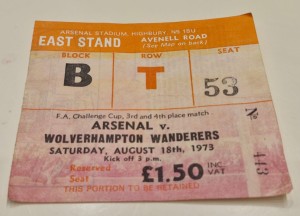 ARSENAL STADIUM, HIGHBURY N5 1BU
EAST STAND
AVENELL ROAD
(See Map on back)
BLOCK ROW SEAT
B T 53
F.A. Challenge Cup, 3rd and 4th place match
ARSENAL v.
WOLVERHAMPTON WANDERERS
SATURDAY, AUGUST 18th, 1973
Kick off 3 p.m.
Reserved
Seat
£1.50 INC
VAT
THIS PORTION TO BE RETAINED
No 443